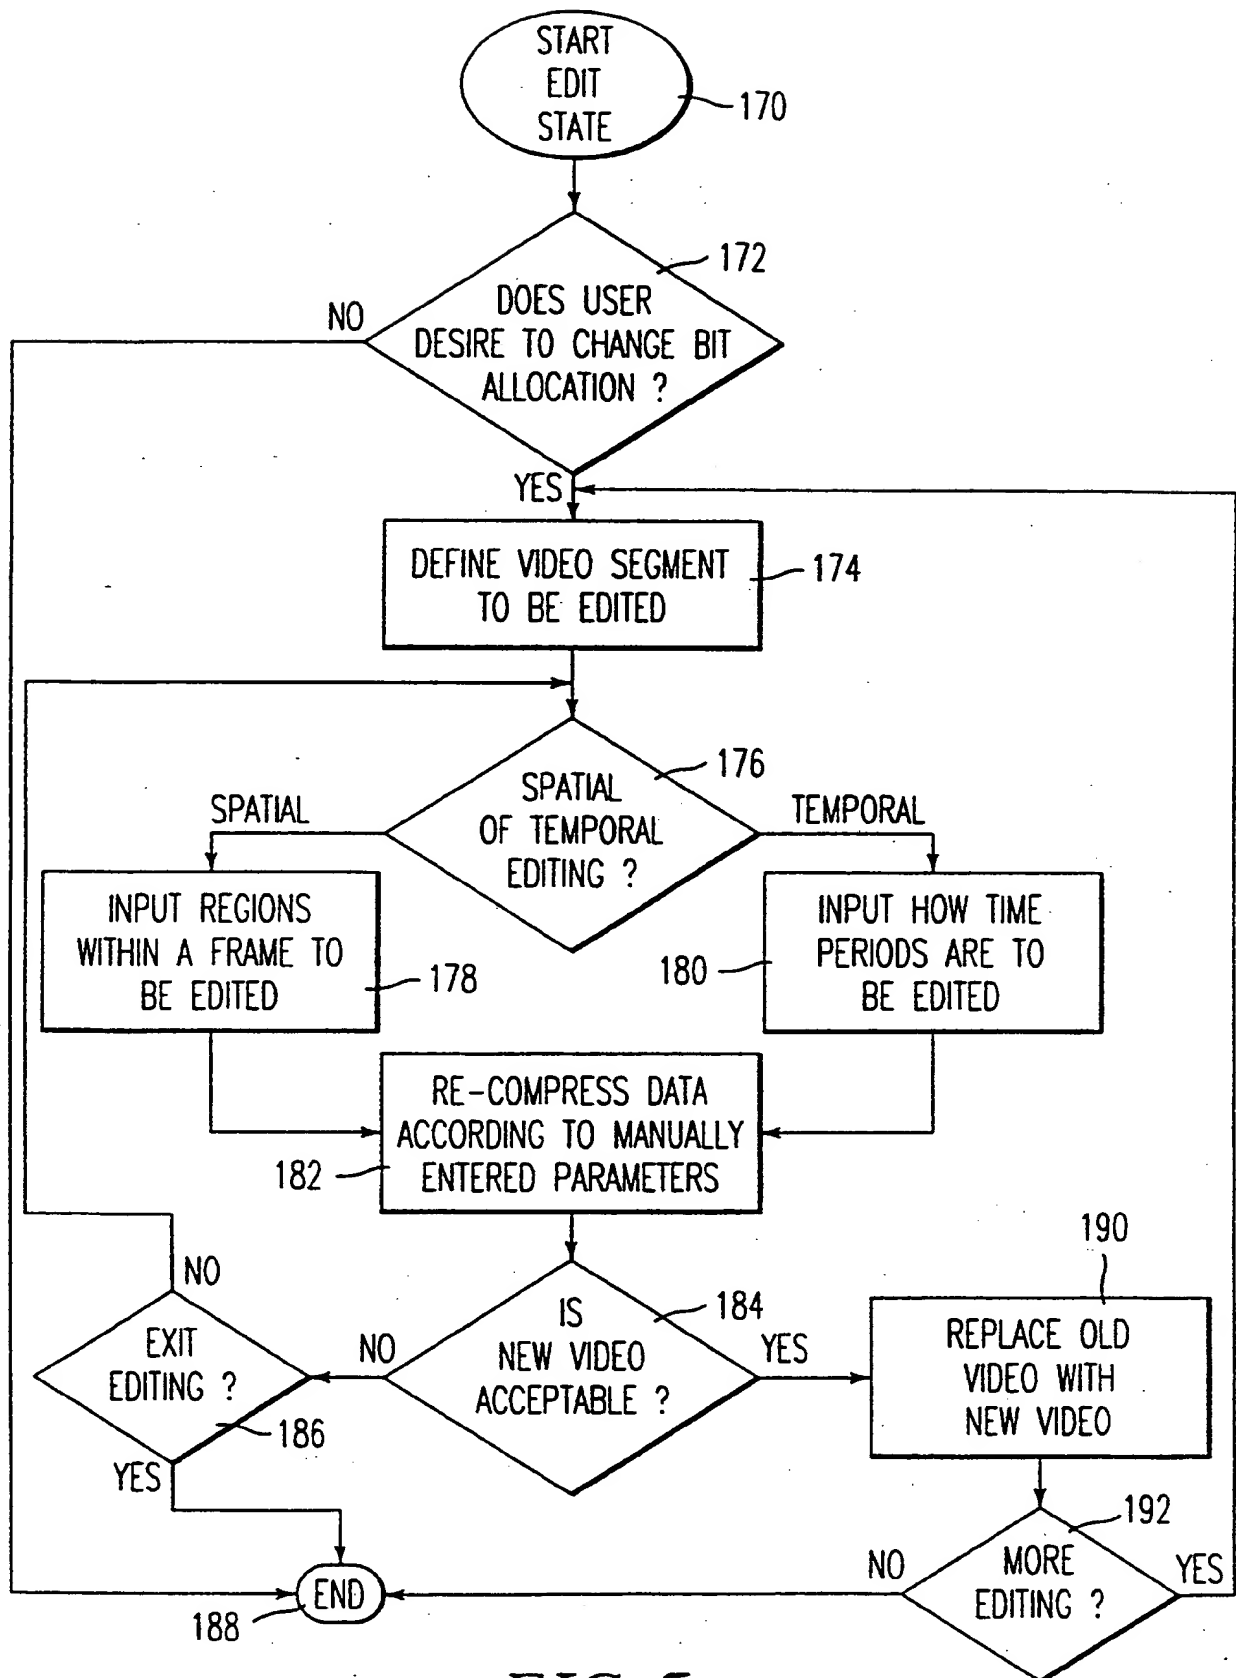 START
EDIT
STATE
170
172
DOES USER
DESIRE TO CHANGE BIT
ALLOCATION ?
NO
YES
DEFINE VIDEO SEGMENT
TO BE EDITED
174
176
SPATIAL
OF TEMPORAL
EDITING ?
SPATIAL
TEMPORAL
INPUT REGIONS
WITHIN A FRAME TO
BE EDITED
178
180
INPUT HOW TIME
PERIODS ARE TO
BE EDITED
RE-COMPRESS DATA
ACCORDING TO MANUALLY
ENTERED PARAMETERS
182
184
IS
NEW VIDEO
ACCEPTABLE ?
NO
YES
NO
EXIT
EDITING ?
186
YES
190
REPLACE OLD
VIDEO WITH
NEW VIDEO
192
MORE
EDITING ?
NO
YES
END
188